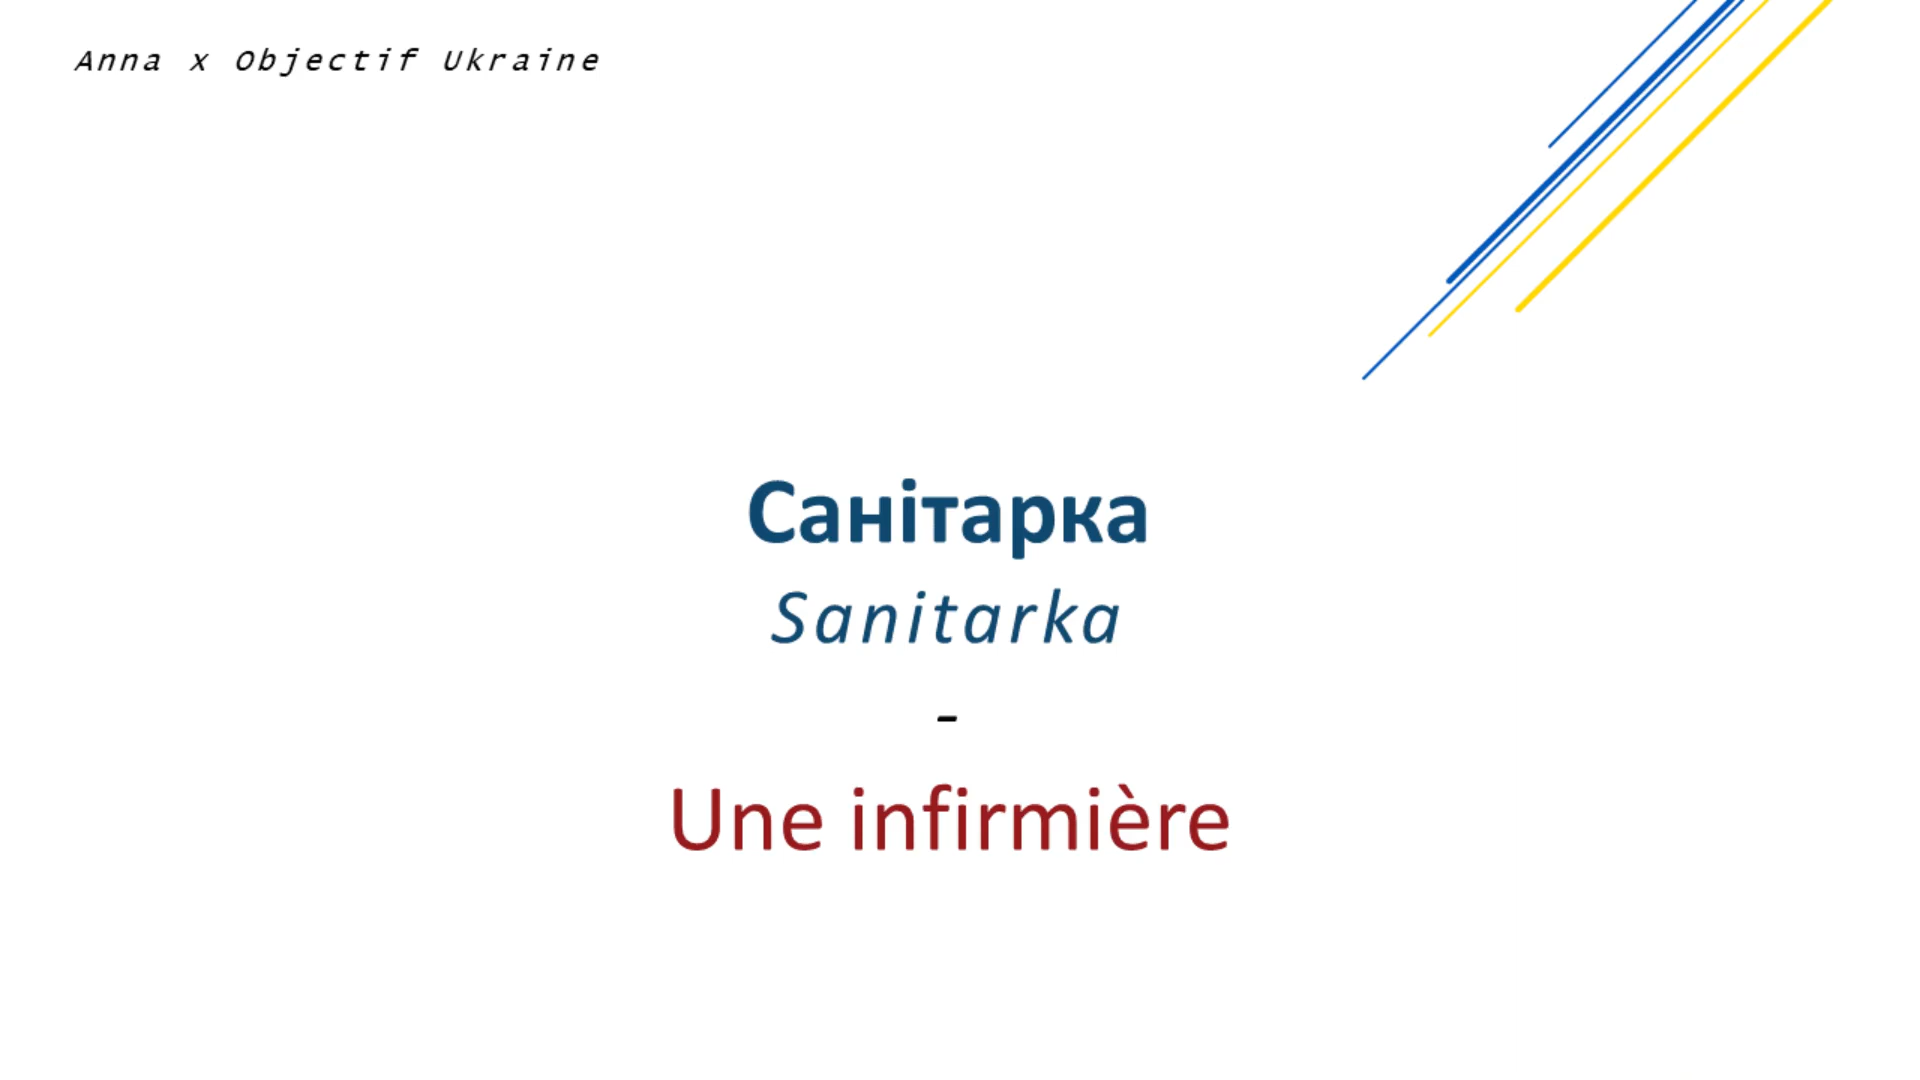 Anna x Objectif Ukraine
Санітарка
Sanitarka
-
Une infirmière